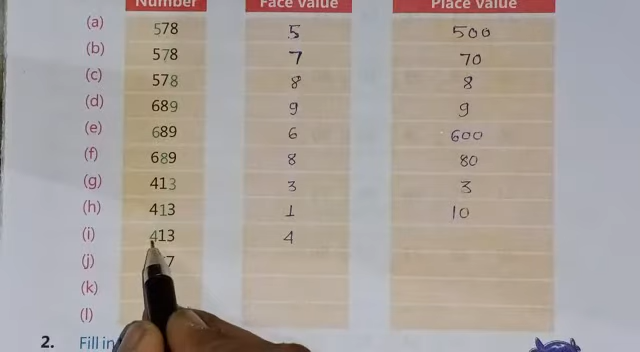 Number Face Value Place Value
(a) 578 5 500
(b) 578 7 70
(c) 578 8 8
(d) 689 9 9
(e) 689 6 600
(f) 689 8 80
(g) 413 3 3
(h) 413 1 10
(i) 413 4
(j) 7
(k)
(l)
2. Fill in